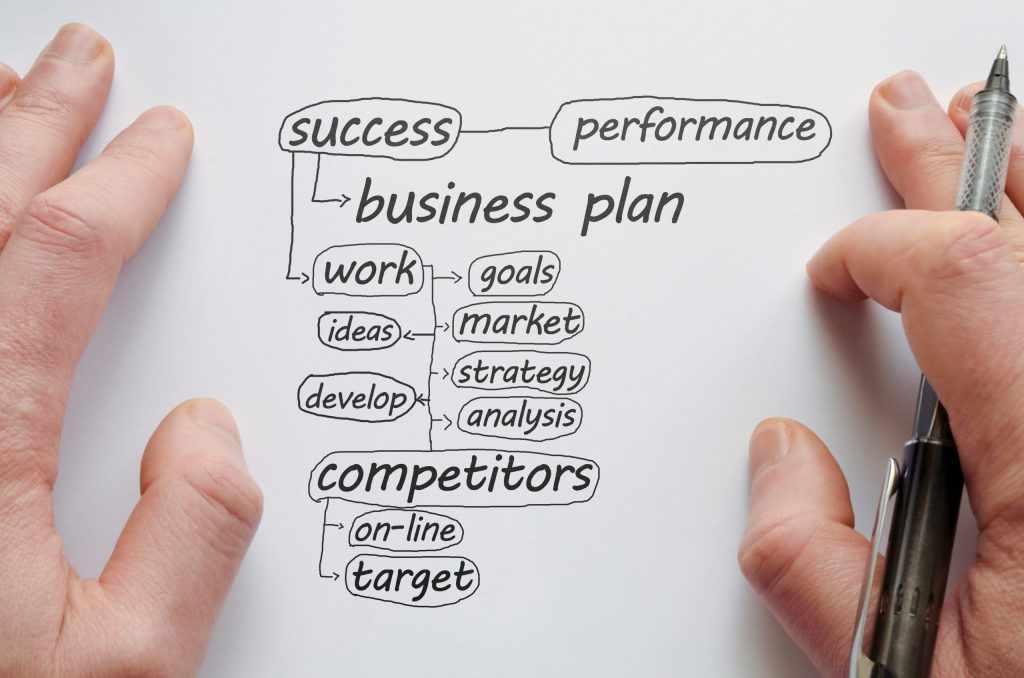 success performance
business plan
work goals
ideas market
strategy
develop
analysis
competitors
on-line
target